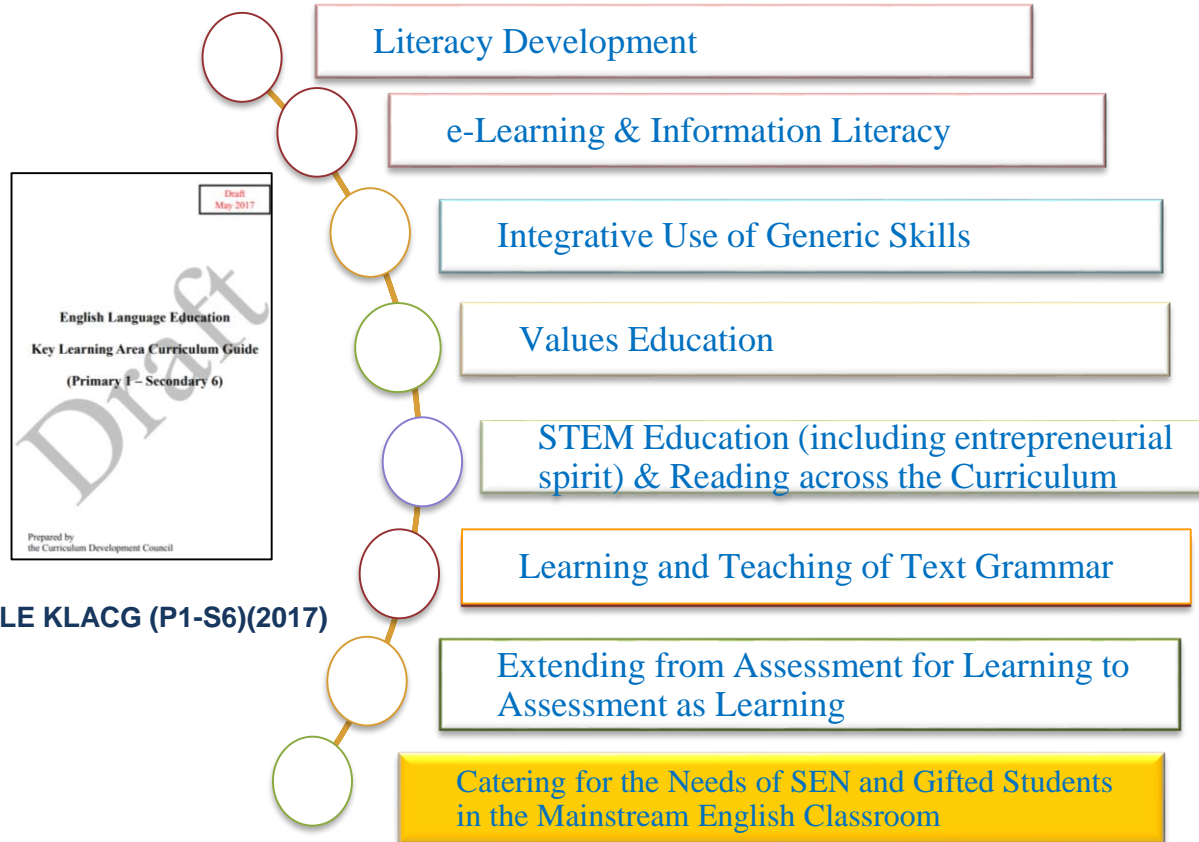 Literacy Development
e-Learning & Information Literacy
Draft
May 2017
Integrative Use of Generic Skills
English Language Education
Key Learning Area Curriculum Guide
(Primary 1 – Secondary 6)
Draft
Values Education
STEM Education (including entrepreneurial
spirit) & Reading across the Curriculum
Prepared by
the Curriculum Development Council
Learning and Teaching of Text Grammar
LE KLACG (P1-S6)(2017)
Extending from Assessment for Learning to
Assessment as Learning
Catering for the Needs of SEN and Gifted Students
in the Mainstream English Classroom